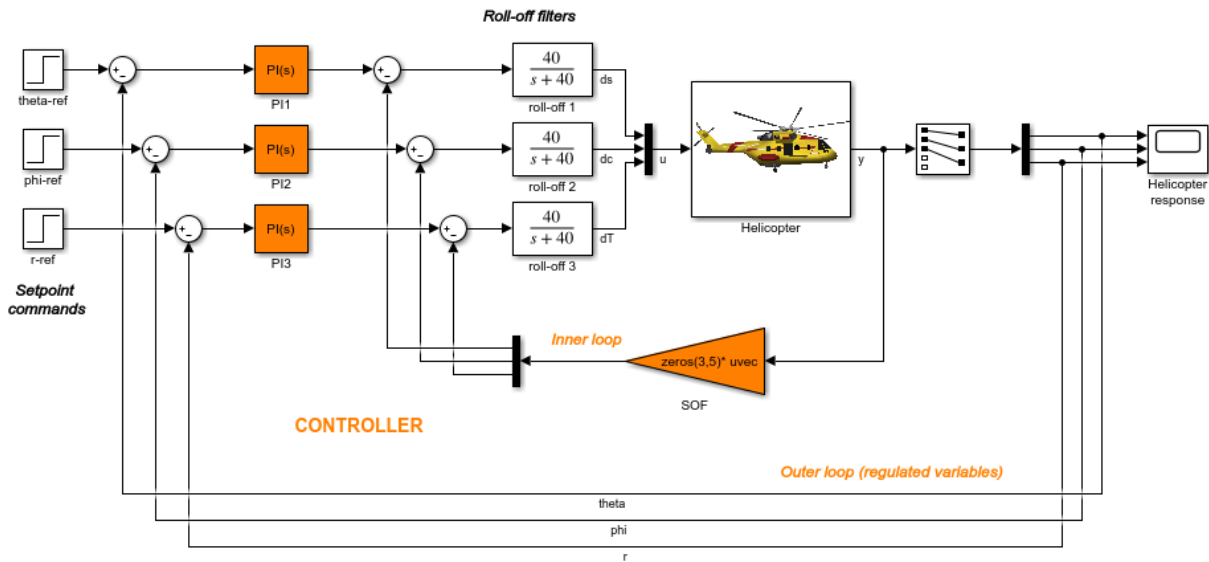 Roll-off filters
theta-ref
+
-
PI(s)
PI1
+
-
40
s + 40
roll-off 1
ds
phi-ref
+
-
PI(s)
PI2
+
-
40
s + 40
roll-off 2
dc
u
Helicopter
y
Helicopter
response
r-ref
+
-
PI(s)
PI3
+
-
40
s + 40
roll-off 3
dT
Setpoint
commands
Inner loop
zeros(3,5)* uvec
SOF
CONTROLLER
Outer loop (regulated variables)
theta
phi
r